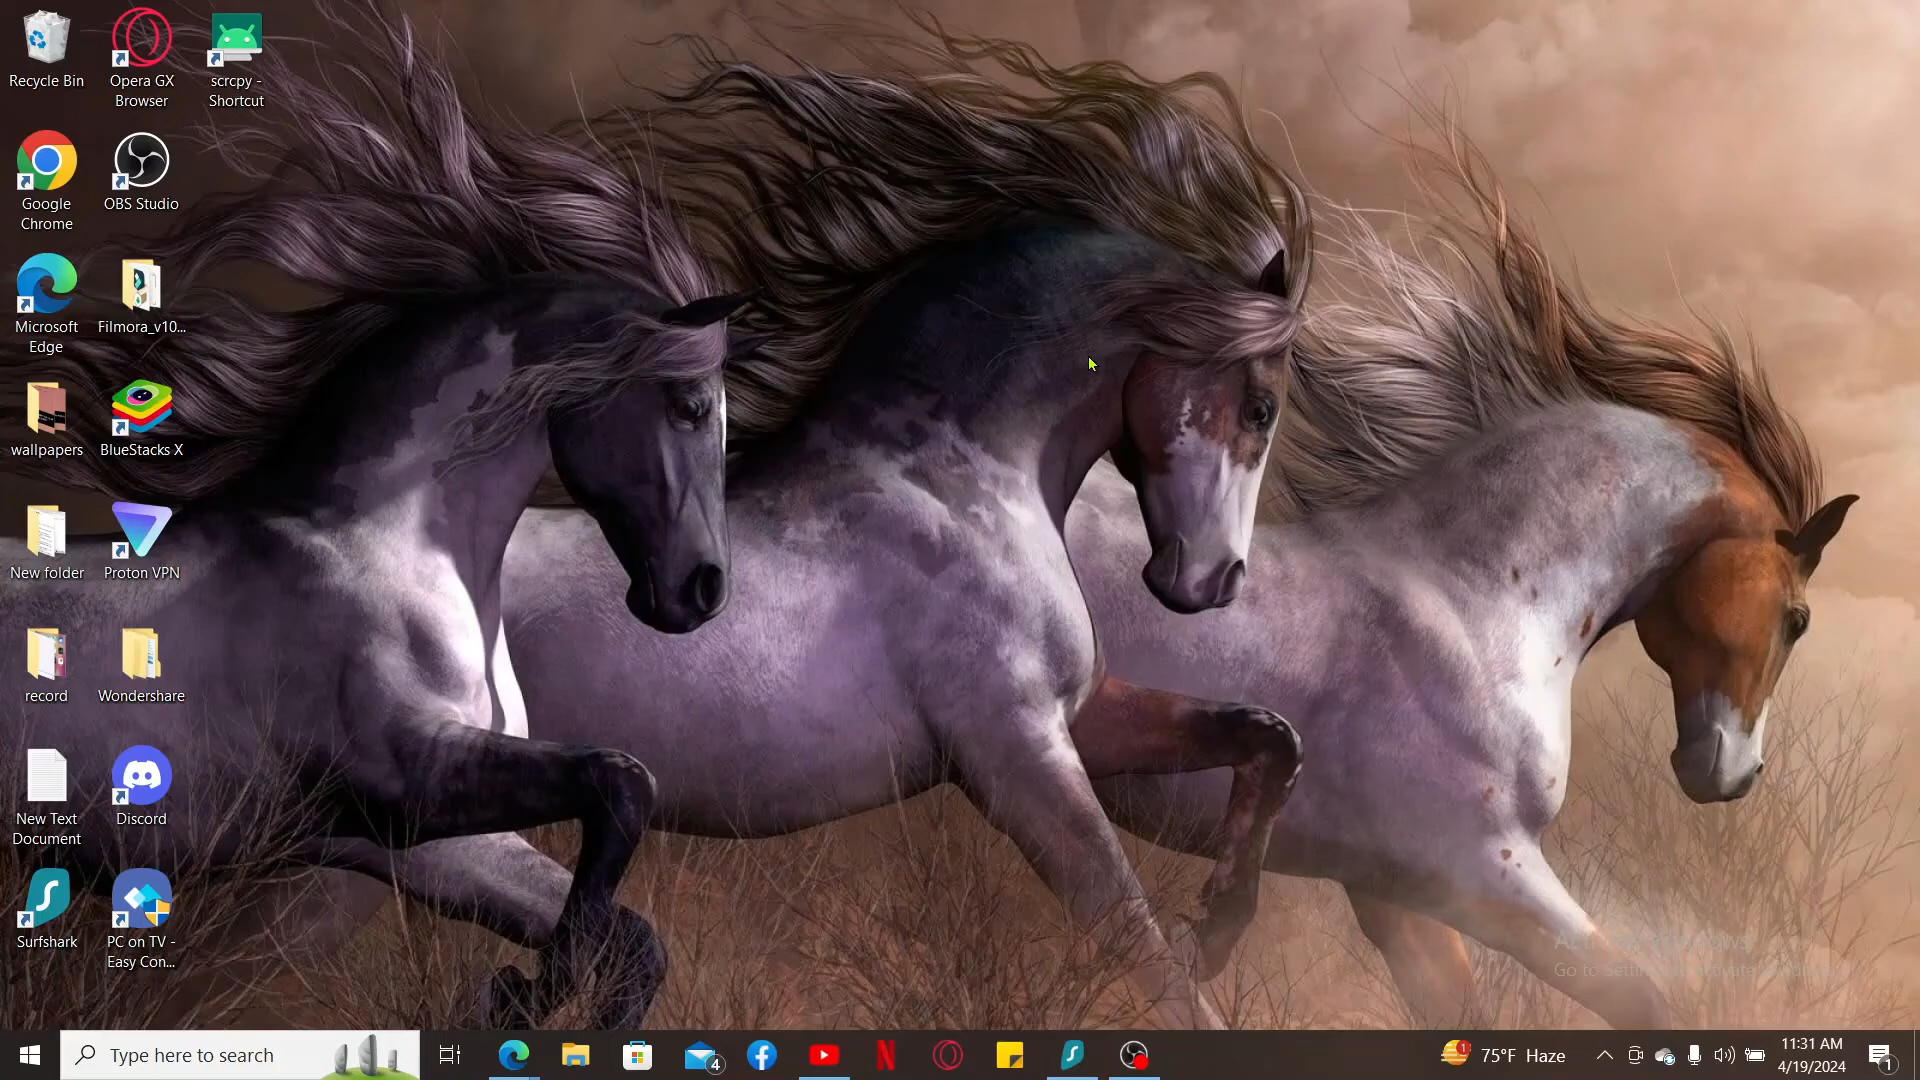 Recycle Bin
Opera GX
Browser
scrcpy -
Shortcut
Google
Chrome
OBS Studio
Microsoft
Edge
Filmora_v10...
wallpapers
BlueStacks X
New folder
Proton VPN
record
Wondershare
New Text
Document
Discord
Surfshark
PC on TV -
Easy Con...
Type here to search
4
1
75°F Haze
11:31 AM
4/19/2024
1